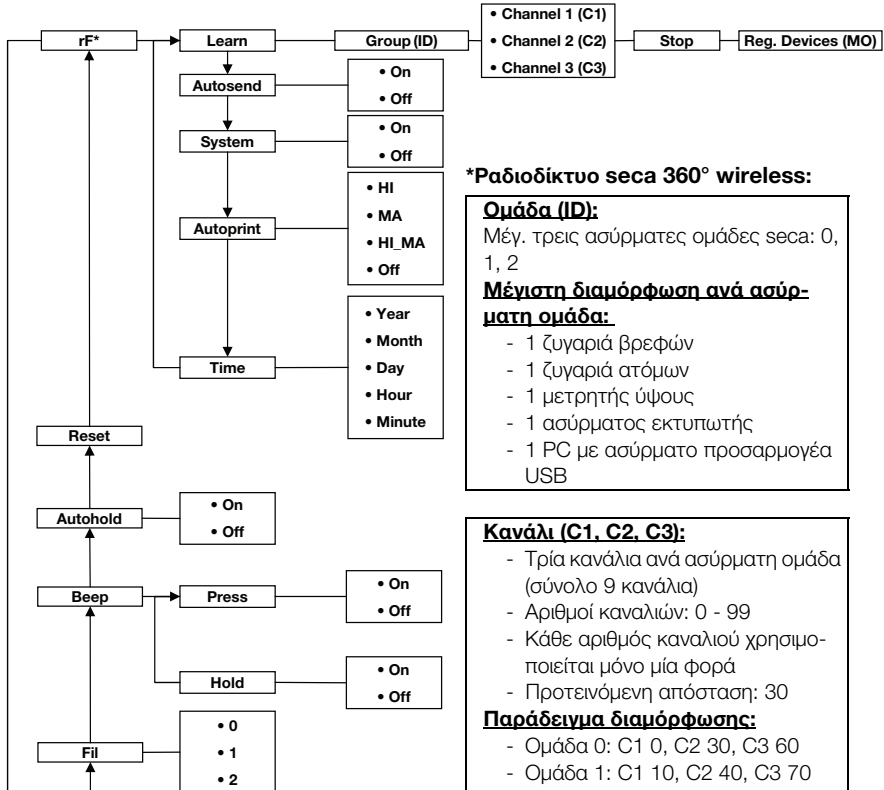 rF*
Learn
Group (ID)
• Channel 1 (C1)
• Channel 2 (C2)
• Channel 3 (C3)
Stop
Reg. Devices (MO)
Autosend
• On
• Off
System
• On
• Off
Autoprint
• HI
• MA
• HI_MA
• Off
Time
• Year
• Month
• Day
• Hour
• Minute
Reset
Autohold
• On
• Off
Beep
Press
• On
• Off
Hold
• On
• Off
Fil
• 0
• 1
• 2
*Ραδιοδίκτυο seca 360° wireless:
Ομάδα (ID):
Μέγ. τρεις ασύρματες ομάδες seca: 0,
1, 2
Μέγιστη διαμόρφωση ανά ασύρ-
ματη ομάδα:
- 1 ζυγαριά βρεφών
- 1 ζυγαριά ατόμων
- 1 μετρητής ύψους
- 1 ασύρματος εκτυπωτής
- 1 PC με ασύρματο προσαρμογέα
USB
Κανάλι (C1, C2, C3):
- Τρία κανάλια ανά ασύρματη ομάδα
(σύνολο 9 κανάλια)
- Αριθμοί καναλιών: 0 - 99
- Κάθε αριθμός καναλιού χρησιμο-
ποιείται μόνο μία φορά
- Προτεινόμενη απόσταση: 30
Παράδειγμα διαμόρφωσης:
- Ομάδα 0: C1 0, C2 30, C3 60
- Ομάδα 1: C1 10, C2 40, C3 70